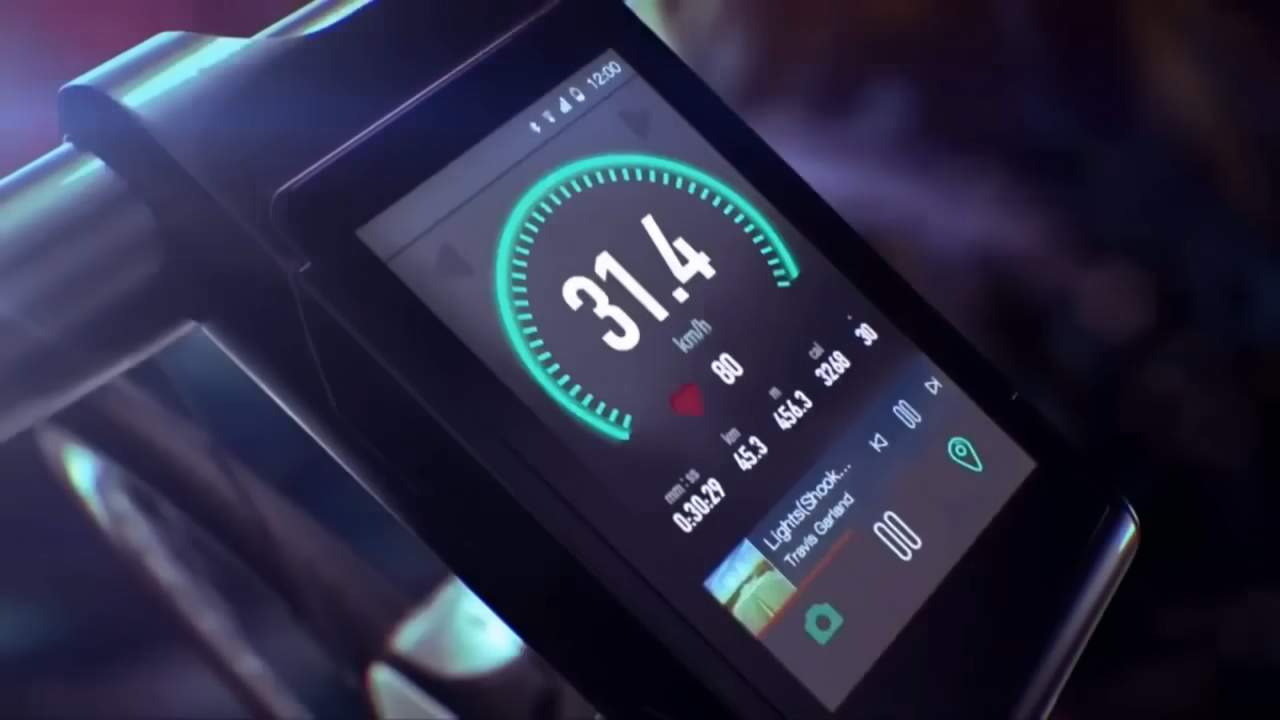 12:00
31.4
km/h
80
mm:ss km m cal
0:30:29 45.3 456.3 3268 30
Lights(Shook...
Travis Garland